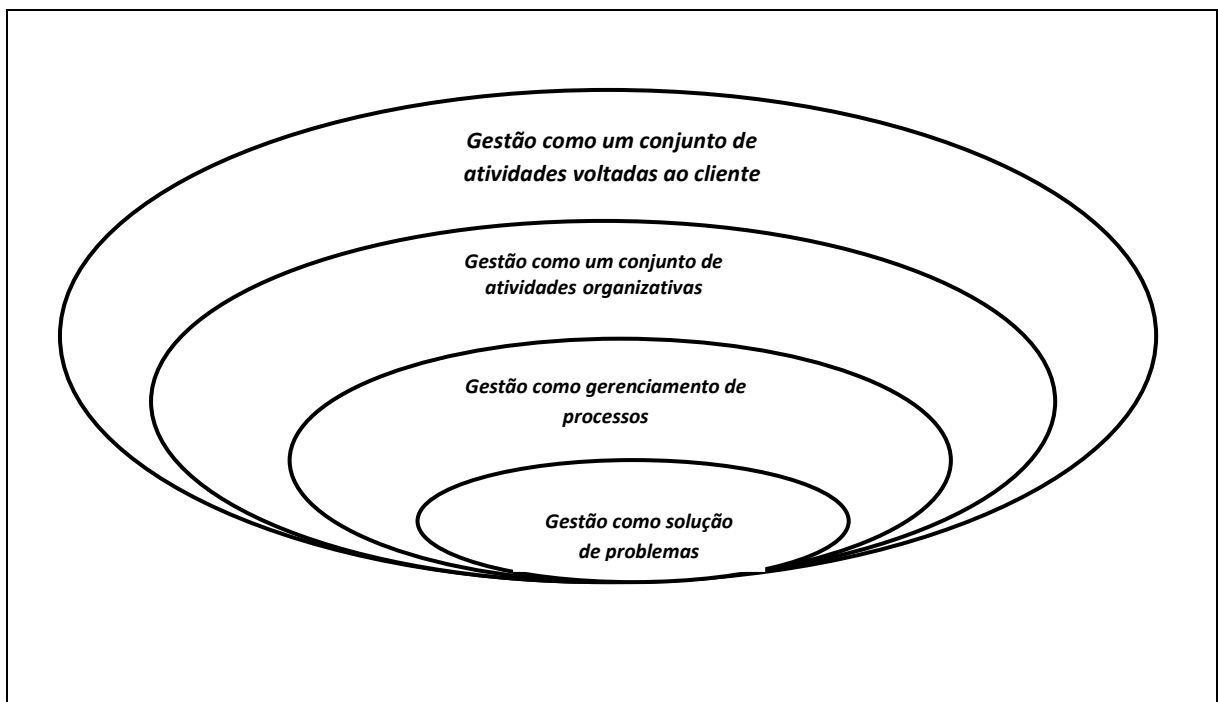 Gestão como um conjunto de
atividades voltadas ao cliente
Gestão como um conjunto de
atividades organizativas
Gestão como gerenciamento de
processos
Gestão como solução
de problemas